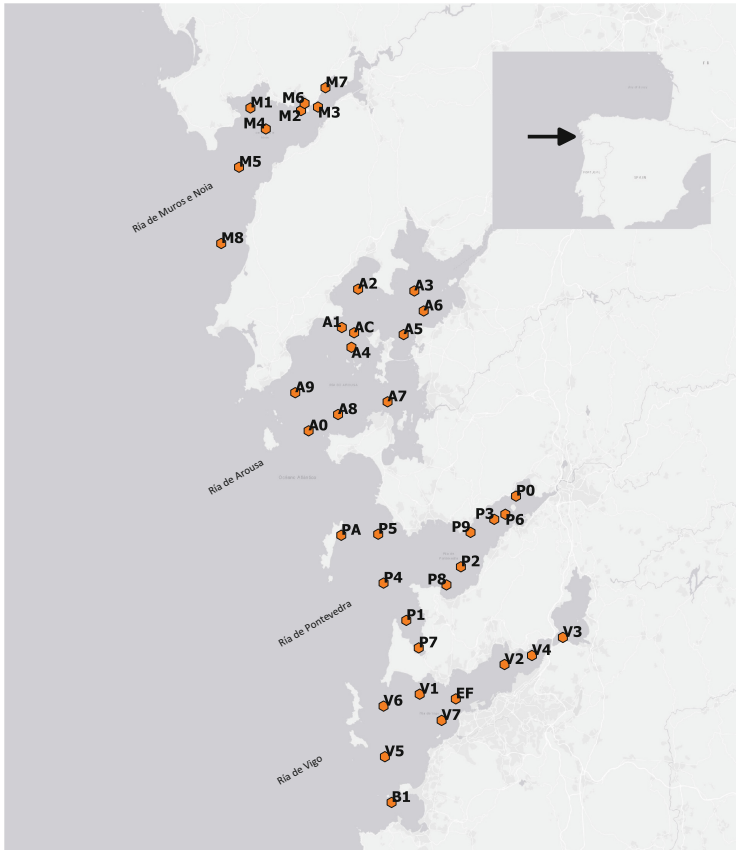 M7
M6
M1
M2
M3
M4
M5
Ría de Muros e Noia
M8
A2
A3
A6
A1
AC
A5
A4
A9
A7
A8
A0
Ría de Arousa
P0
P3
P6
PA
P5
P9
P2
P4
P8
Ría de Pontevedra
P1
P7
V3
V4
V2
V1
EF
V6
V7
V5
Ría de Vigo
B1